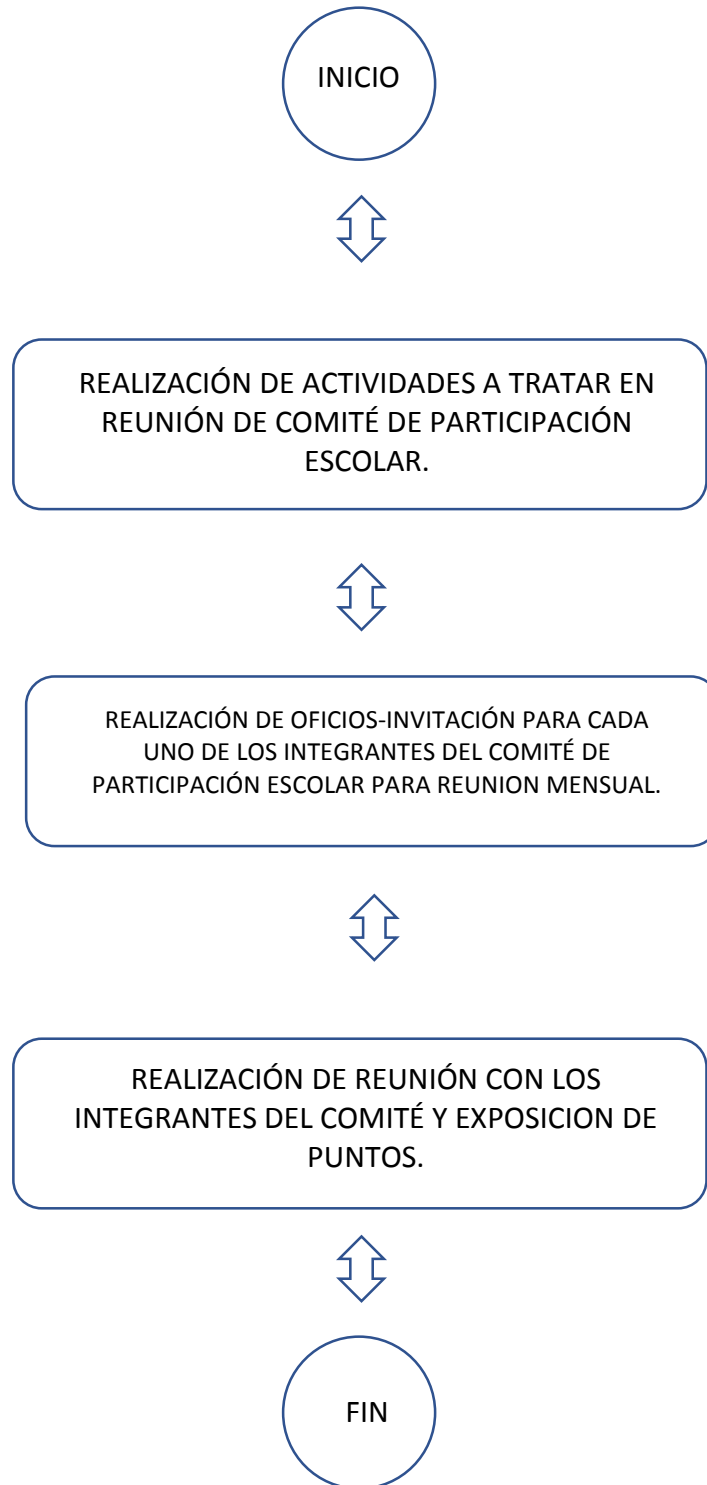 INICIO
REALIZACIÓN DE ACTIVIDADES A TRATAR EN
REUNIÓN DE COMITÉ DE PARTICIPACIÓN
ESCOLAR.
REALIZACIÓN DE OFICIOS-INVITACIÓN PARA CADA
UNO DE LOS INTEGRANTES DEL COMITÉ DE
PARTICIPACIÓN ESCOLAR PARA REUNION MENSUAL.
REALIZACIÓN DE REUNIÓN CON LOS
INTEGRANTES DEL COMITÉ Y EXPOSICION DE
PUNTOS.
FIN